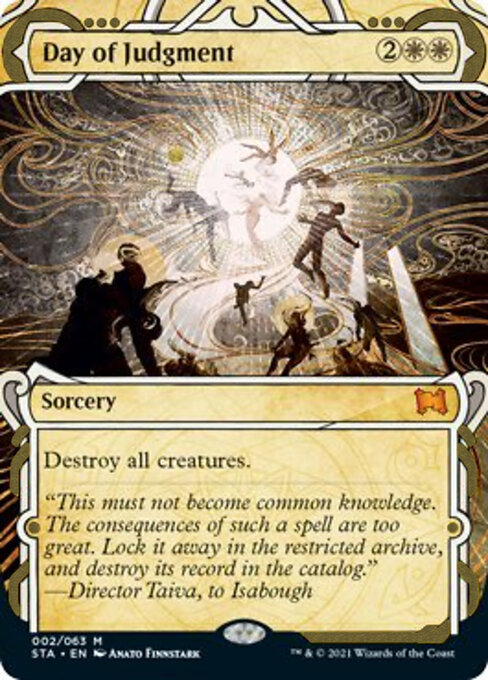 Day of Judgment 2
Sorcery
Destroy all creatures.
“This must not become common knowledge.
The consequences of such a spell are too
great. Lock it away in the restricted archive,
and destroy its record in the catalog.”
—Director Taiva, to Isabough
002/063 M
STA • EN Anato Finnstark
™ & © 2021 Wizards of the Coast